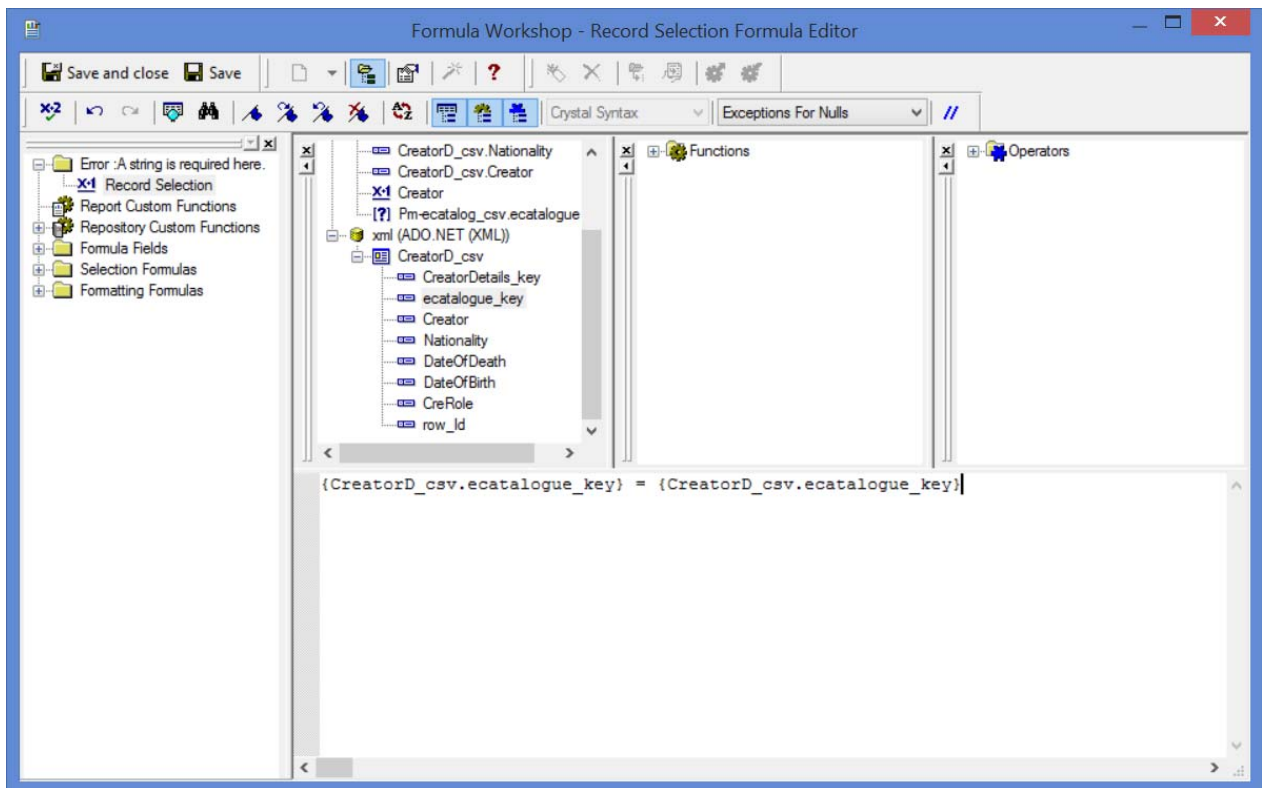 Formula Workshop - Record Selection Formula Editor
Save and close Save
Crystal Syntax Exceptions For Nulls //
Error :A string is required here.
Record Selection
Report Custom Functions
Repository Custom Functions
Formula Fields
Selection Formulas
Formatting Formulas
CreatorD_csv.Nationality
CreatorD_csv.Creator
Creator
[?] Pm-ecatalog_csv.ecatalogue
xml (ADO.NET (XML))
CreatorD_csv
CreatorDetails_key
ecatalogue_key
Creator
Nationality
DateOfDeath
DateOfBirth
CreRole
row_Id
Functions
Operators
{CreatorD_csv.ecatalogue_key} = {CreatorD_csv.ecatalogue_key}